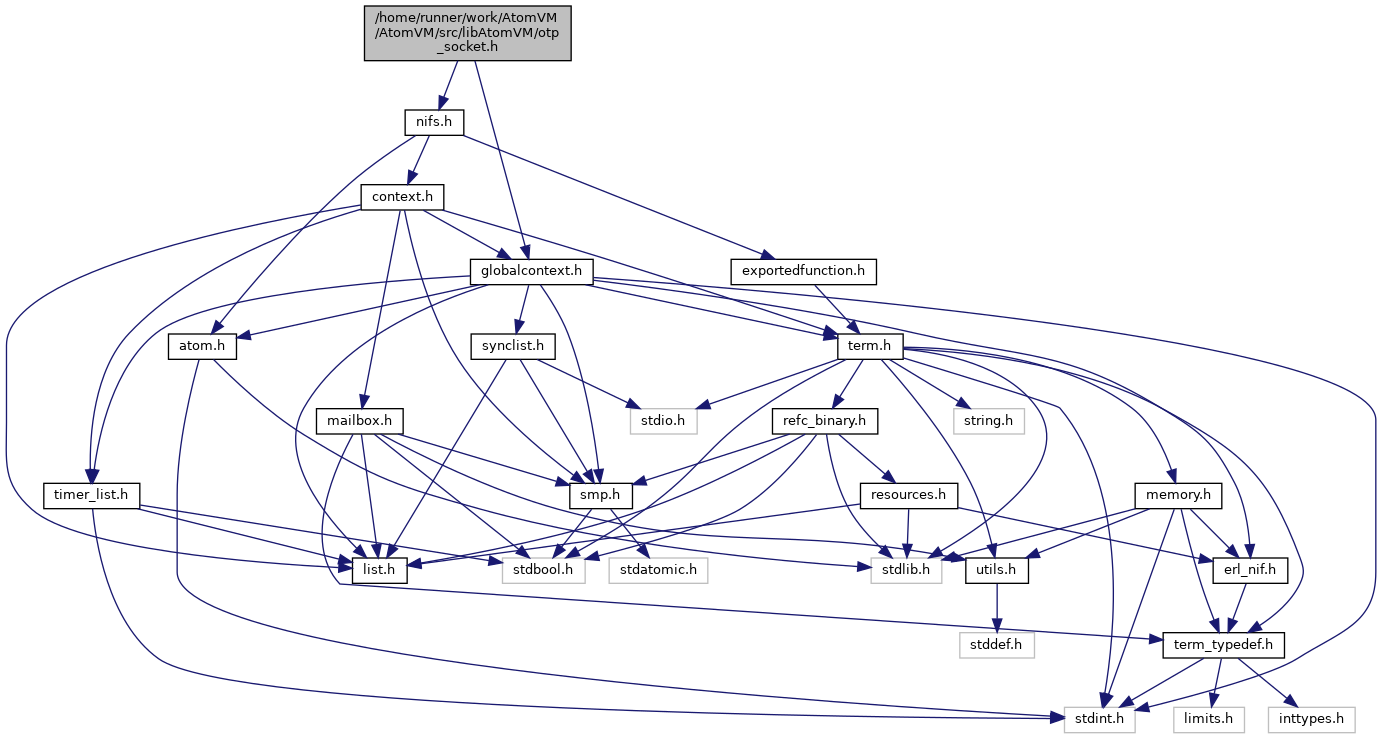 /home/runner/work/AtomVM
/AtomVM/src/libAtomVM/otp
_socket.h
nifs.h
context.h
globalcontext.h
exportedfunction.h
atom.h
synclist.h
term.h
mailbox.h
stdio.h
refc_binary.h
string.h
timer_list.h
smp.h
resources.h
memory.h
list.h
stdbool.h
stdatomic.h
stdlib.h
utils.h
erl_nif.h
stddef.h
term_typedef.h
stdint.h
limits.h
inttypes.h